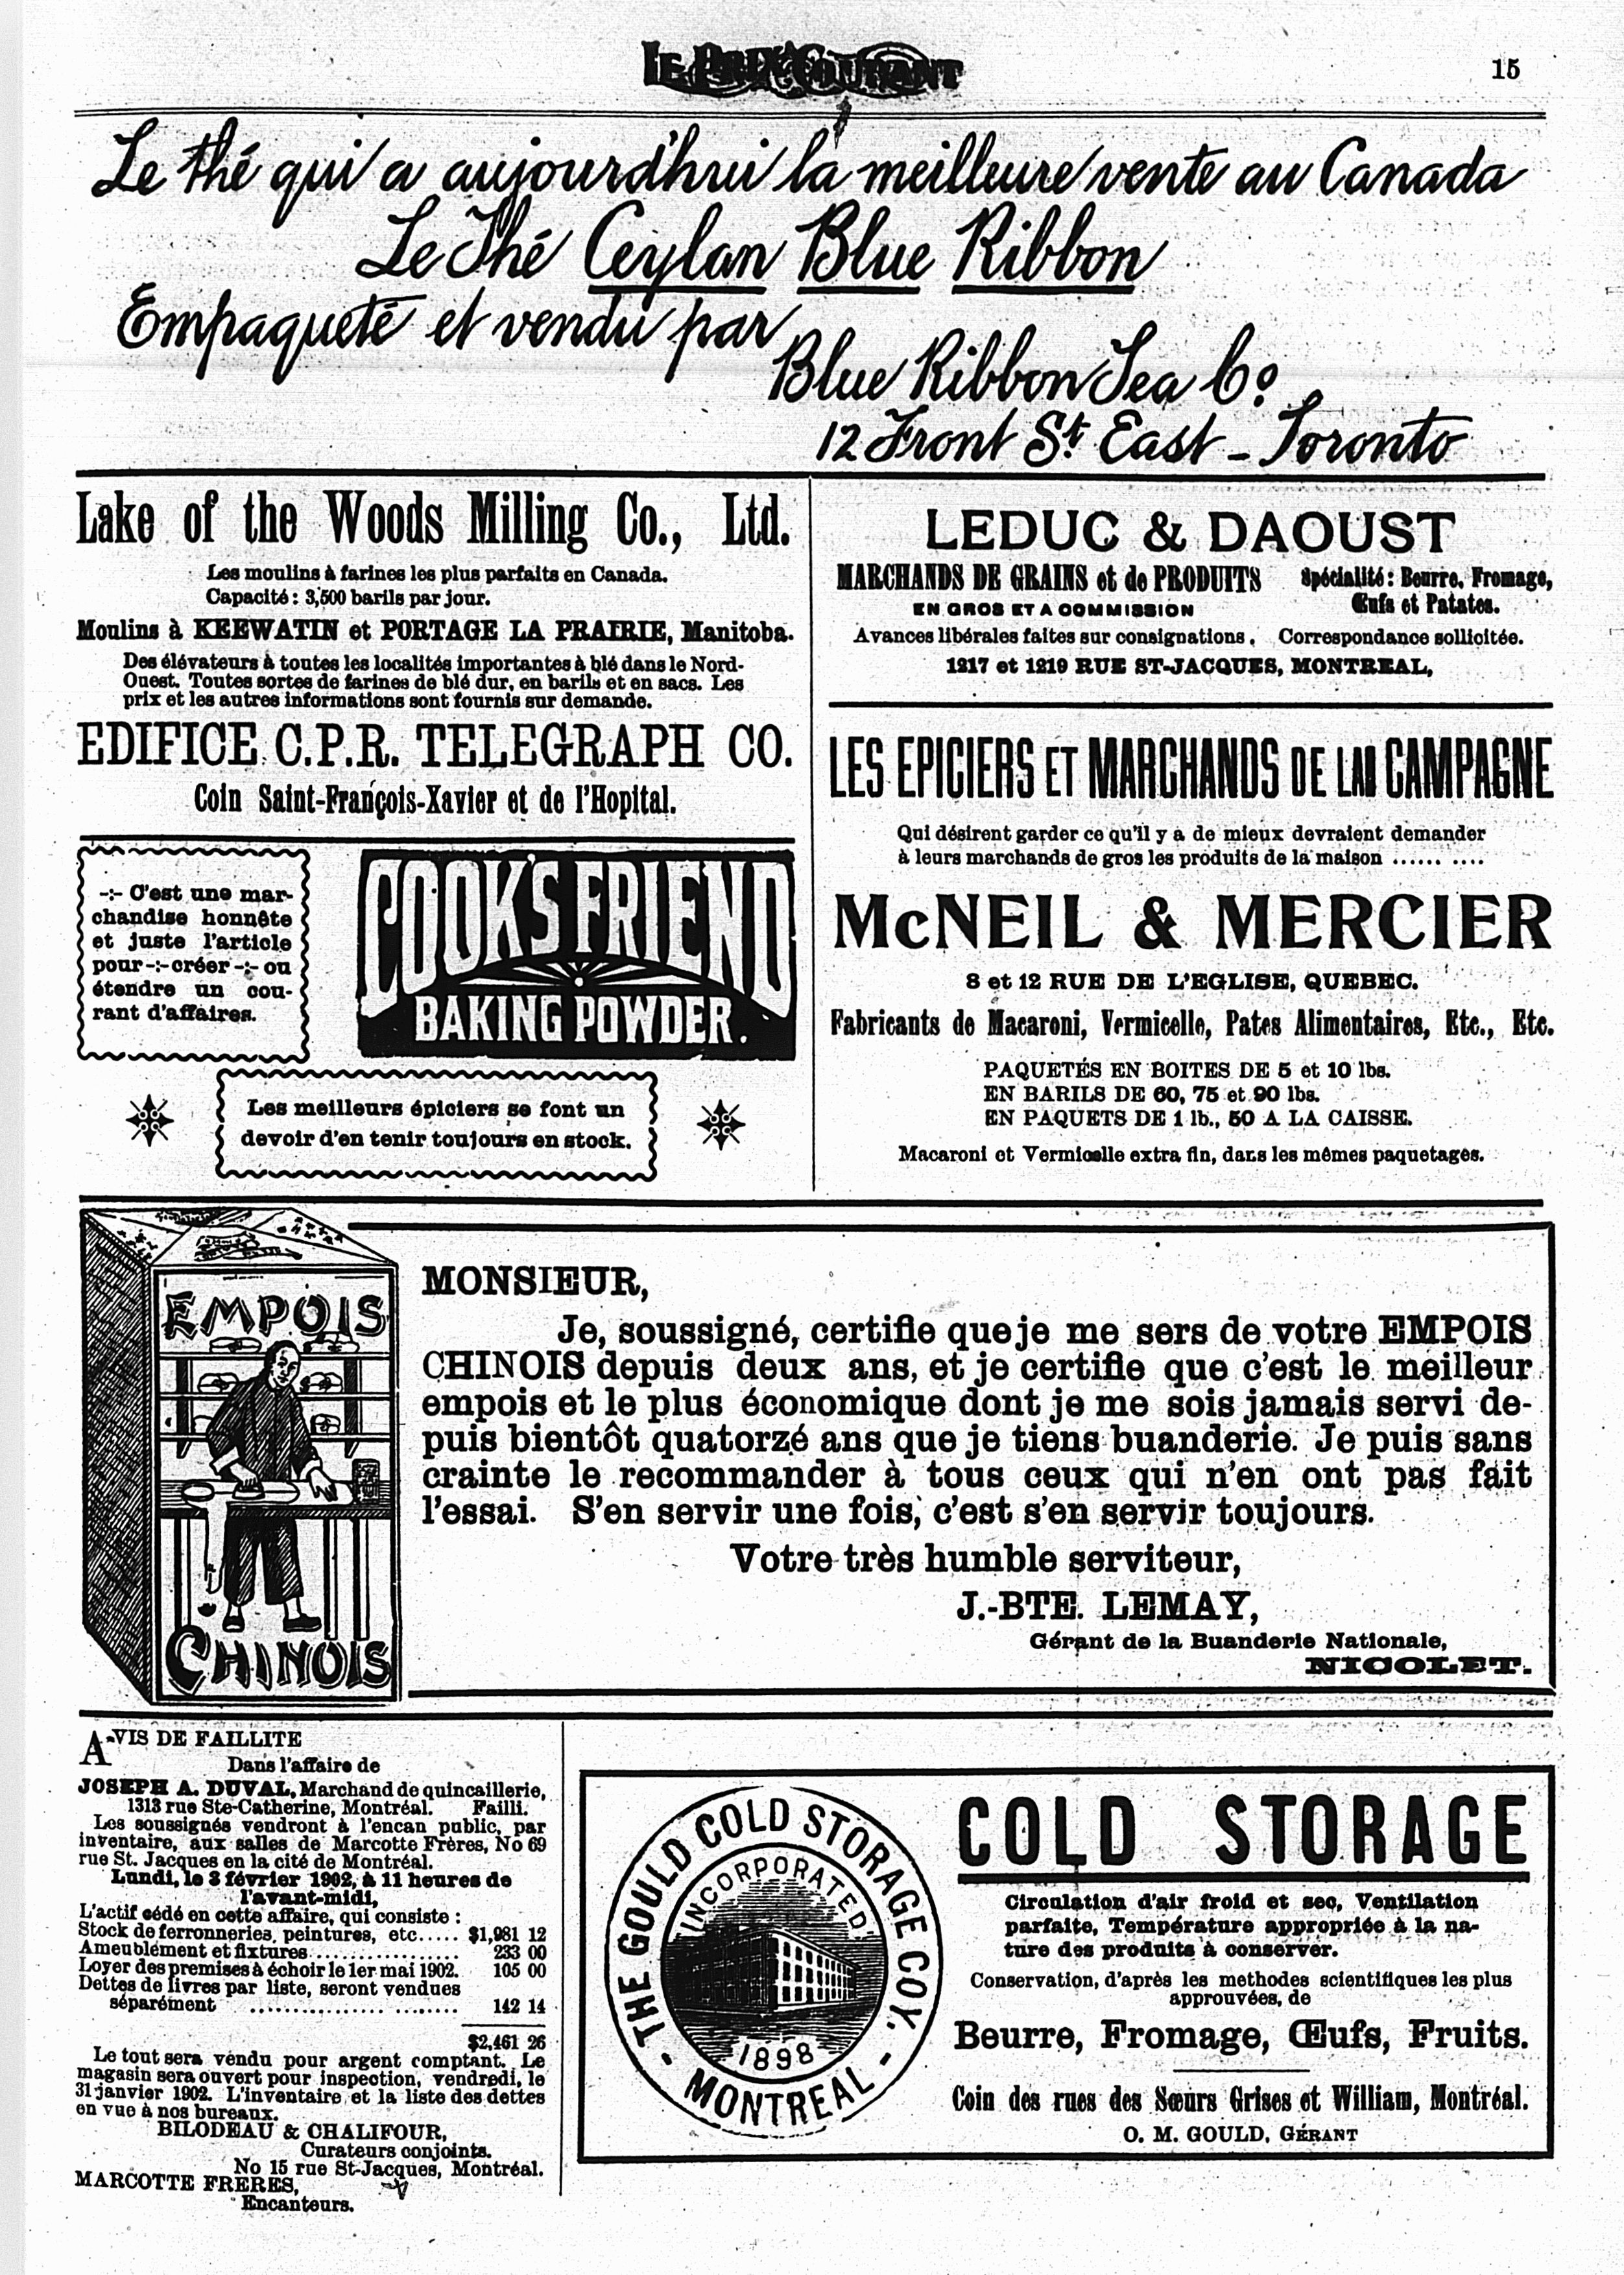 LE PRIX COURANT
15
Le thé qui a aujourd'hui la meilleure vente au Canada
Le Thé Ceylan Blue Ribbon
Empaqueté et vendu par
Blue Ribbon Tea Co.
12 Front St. East - Toronto
Lake of the Woods Milling Co., Ltd.
Les moulins à farines les plus parfaits en Canada.
Capacité : 3,500 barils par jour.
Moulins à KEEWATIN et PORTAGE LA PRAIRIE, Manitoba.
Des élévateurs à toutes les localités importantes à blé dans le Nord-
Ouest. Toutes sortes de farines de blé dur, en barils et en sacs. Les
prix et les autres informations sont fournis sur demande.
EDIFICE C.P.R. TELEGRAPH CO.
Coin Saint-François-Xavier et de l'Hopital.
-:- C'est une mar-
chandise honnête
et juste l'article
pour -:- créer -:- ou
étendre un cou-
rant d'affaires.
COOK'S FRIEND
BAKING POWDER.
Les meilleurs épiciers se font un
devoir d'en tenir toujours en stock.
LEDUC & DAOUST
MARCHANDS DE GRAINS et de PRODUITS
EN GROS ET A COMMISSION
Spécialité : Beurre, Fromage,
Œufs et Patates.
Avances libérales faites sur consignations. Correspondance sollicitée.
1217 et 1219 RUE ST-JACQUES, MONTREAL,
LES EPICIERS ET MARCHANDS DE LA CAMPAGNE
Qui désirent garder ce qu'il y a de mieux devraient demander
à leurs marchands de gros les produits de la maison ...... ....
McNEIL & MERCIER
8 et 12 RUE DE L'EGLISE, QUEBEC.
Fabricants de Macaroni, Vermicelle, Pates Alimentaires, Etc., Etc.
PAQUETÉS EN BOITES DE 5 et 10 lbs.
EN BARILS DE 60, 75 et 90 lbs.
EN PAQUETS DE 1 lb., 50 A LA CAISSE.
Macaroni et Vermicelle extra fin, dans les mêmes paquetages.
EMPOIS
CHINOIS
MONSIEUR,
Je, soussigné, certifie que je me sers de votre EMPOIS
CHINOIS depuis deux ans, et je certifie que c'est le meilleur
empois et le plus économique dont je me sois jamais servi de-
puis bientôt quatorzé ans que je tiens buanderie. Je puis sans
crainte le recommander à tous ceux qui n'en ont pas fait
l'essai. S'en servir une fois, c'est s'en servir toujours.
Votre très humble serviteur,
J.-BTE. LEMAY,
Gérant de la Buanderie Nationale,
NICOLET.
AVIS DE FAILLITE
Dans l'affaire de
JOSEPH A. DUVAL, Marchand de quincaillerie,
1313 rue Ste-Catherine, Montréal. Failli.
Les soussignés vendront à l'encan public, par
inventaire, aux salles de Marcotte Frères, No 69
rue St. Jacques en la cité de Montréal.
Lundi, le 3 février 1902, à 11 heures de
l'avant-midi,
L'actif cédé en cette affaire, qui consiste :
Stock de ferronneries, peintures, etc..... $1,981 12
Ameublément et fixtures.................. 233 00
Loyer des premises à échoir le 1er mai 1902. 105 00
Dettes de livres par liste, seront vendues
séparément .................. ........ 142 14
$2,461 26
Le tout sera vendu pour argent comptant. Le
magasin sera ouvert pour inspection, vendredi, le
31 janvier 1902. L'inventaire et la liste des dettes
en vue à nos bureaux.
BILODEAU & CHALIFOUR,
Curateurs conjoints.
No 15 rue St-Jacques, Montréal.
MARCOTTE FRERES,
Encanteurs.
THE GOULD COLD STORAGE COY.
INCORPORATED
1898
- MONTREAL -
COLD STORAGE
Circulation d'air froid et sec, Ventilation
parfaite, Température appropriée à la na-
ture des produits à conserver.
Conservation, d'après les methodes scientifiques les plus
approuvées, de
Beurre, Fromage, Œufs, Fruits.
Coin des rues des Sœurs Grises et William, Montréal.
O. M. GOULD, GÉRANT